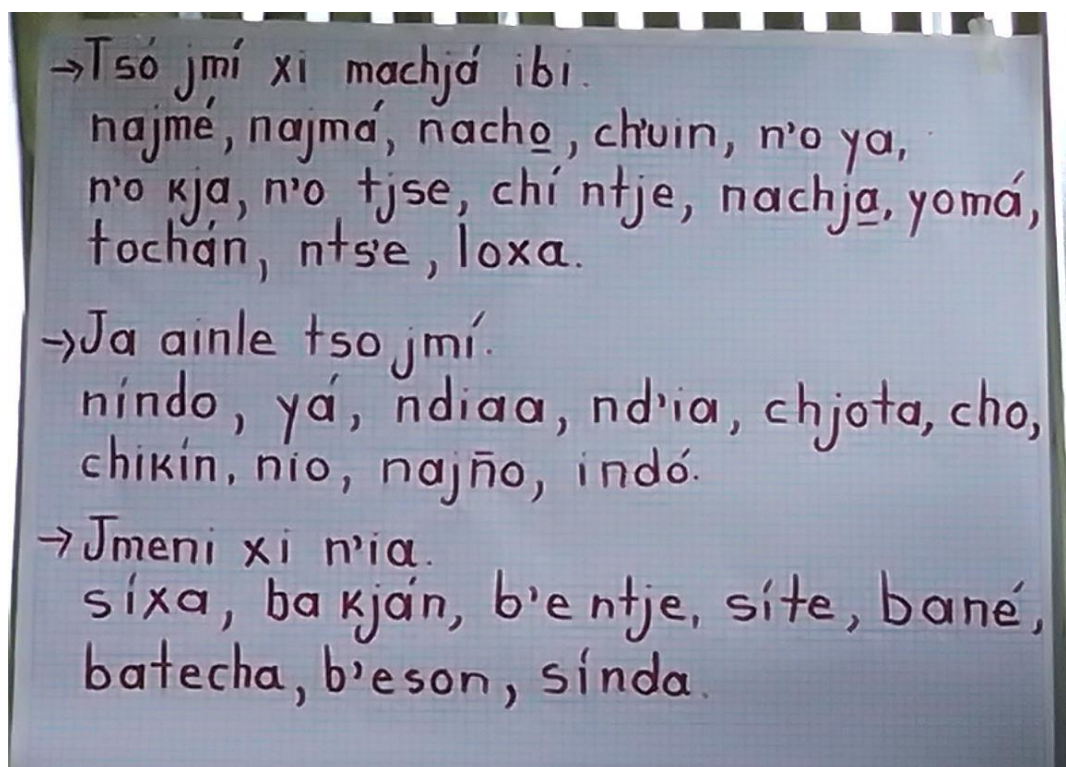 →Tsó jmí xi machjá ibi.
najmé, najmá, nacho̱, ch'uin, n'o ya,
n'o kja, n'o tjse, chí ntje, nachja̱, yomá,
tochán, nts'e, loxa.
→Ja ainle tso jmí.
níndo, yá, ndiaa, nd'ia, chjota, cho,
chikín, nio, najño, indó.
→Jmeni xi n'ia.
síxa, ba kján, b'e ntje, síte, bané,
batecha, b'eson, sínda.